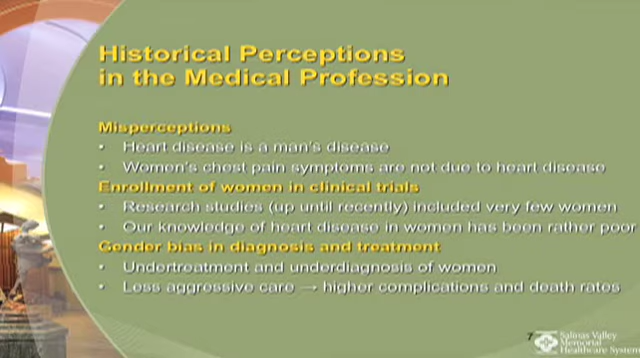 Historical Perceptions
in the Medical Profession
Misperceptions
• Heart disease is a man's disease
• Women's chest pain symptoms are not due to heart disease
Enrollment of women in clinical trials
• Research studies (up until recently) included very few women
• Our knowledge of heart disease in women has been rather poor
Gender bias in diagnosis and treatment
• Undertreatment and underdiagnosis of women
• Less aggressive care → higher complications and death rates
7
Salinas Valley
Memorial
Healthcare System